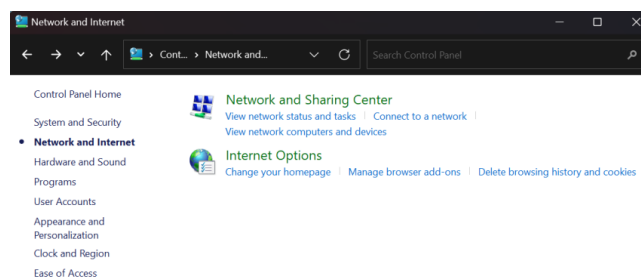 Network and Internet
Cont... › Network and...
Search Control Panel
Control Panel Home
System and Security
Network and Internet
Hardware and Sound
Programs
User Accounts
Appearance and
Personalization
Clock and Region
Ease of Access
Network and Sharing Center
View network status and tasks | Connect to a network |
View network computers and devices
Internet Options
Change your homepage | Manage browser add-ons | Delete browsing history and cookies